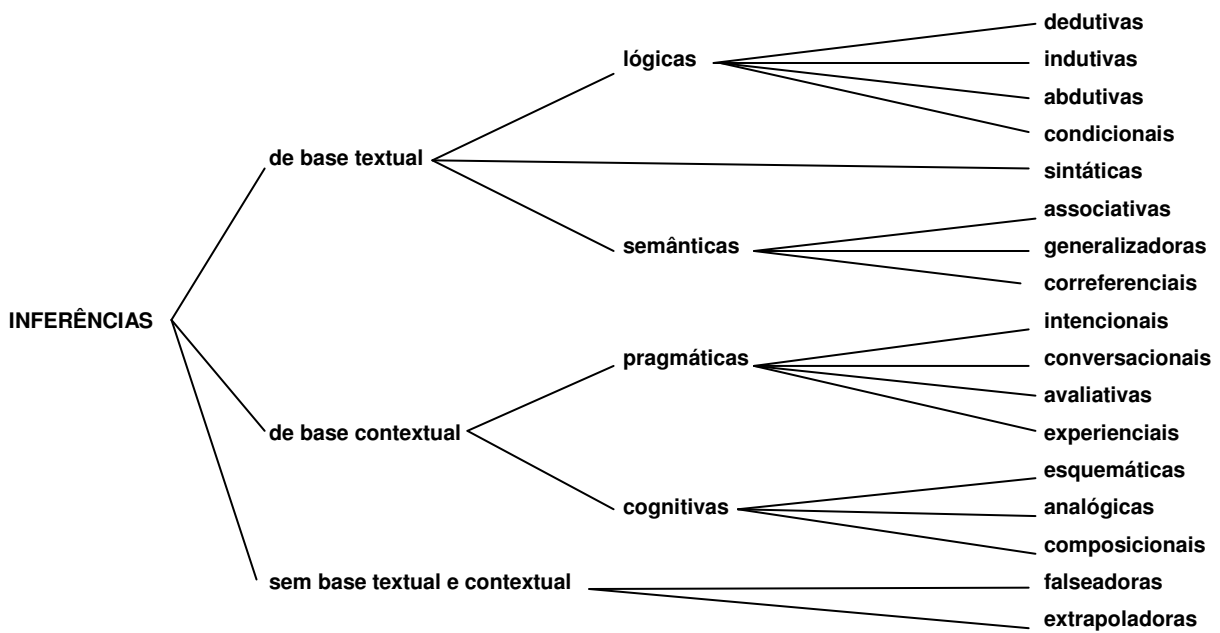 dedutivas
lógicas
indutivas
abdutivas
condicionais
de base textual
sintáticas
associativas
semânticas
generalizadoras
correferenciais
INFERÊNCIAS
intencionais
pragmáticas
conversacionais
avaliativas
de base contextual
experienciais
esquemáticas
cognitivas
analógicas
composicionais
sem base textual e contextual
falseadoras
extrapoladoras